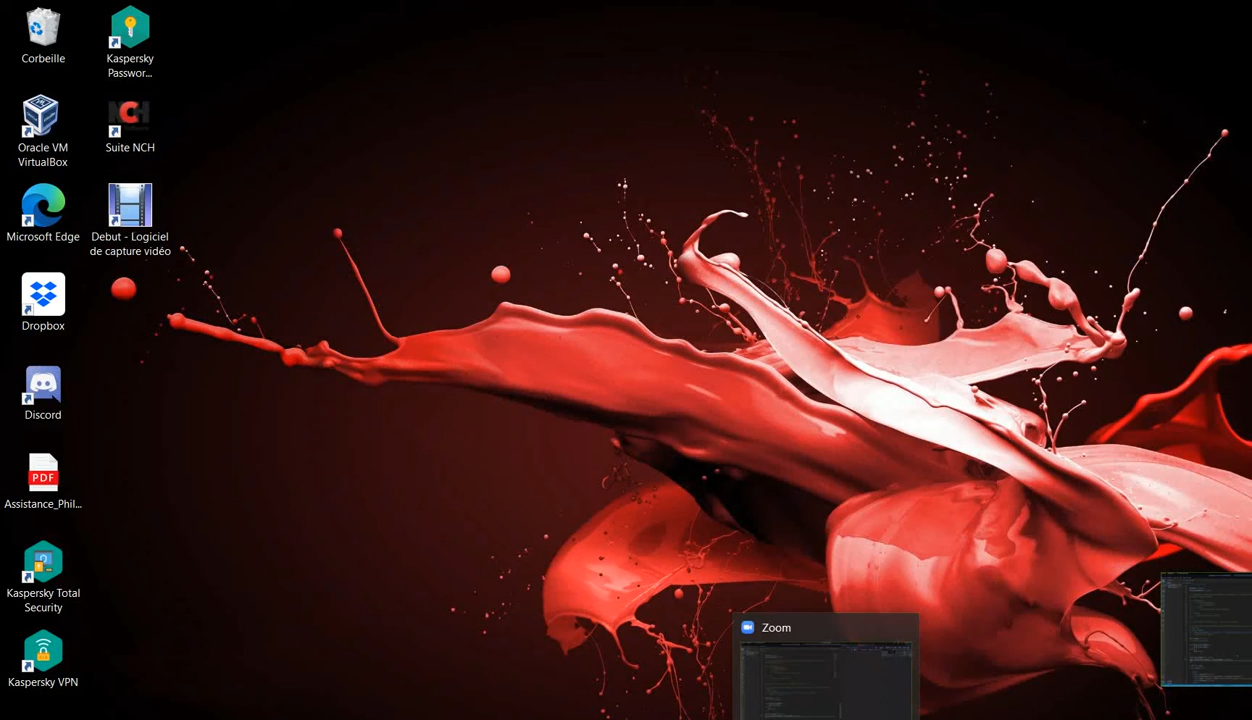 Corbeille
Kaspersky
Passwor...
Oracle VM
VirtualBox
NCH
Suite NCH
Microsoft Edge
Debut - Logiciel
de capture vidéo
Dropbox
Discord
PDF
Assistance_Phil...
Kaspersky Total
Security
Kaspersky VPN
Zoom